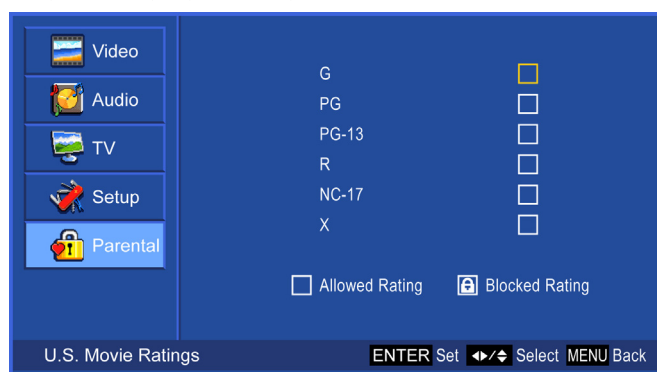 Video
Audio
TV
Setup
Parental
G
PG
PG-13
R
NC-17
X
Allowed Rating Blocked Rating
U.S. Movie Ratings ENTER Set Select MENU Back